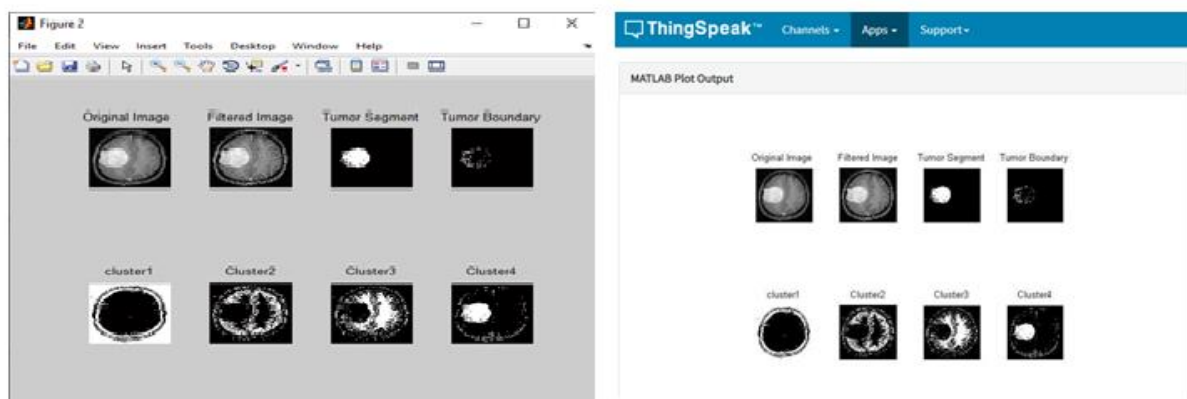 Figure 2
File Edit View Insert Tools Desktop Window Help
Original Image Filtered Image Tumor Segment Tumor Boundary
cluster1 Cluster2 Cluster3 Cluster4
ThingSpeak™ Channels Apps Support
MATLAB Plot Output
Original Image Filtered Image Tumor Segment Tumor Boundary
cluster1 Cluster2 Cluster3 Cluster4